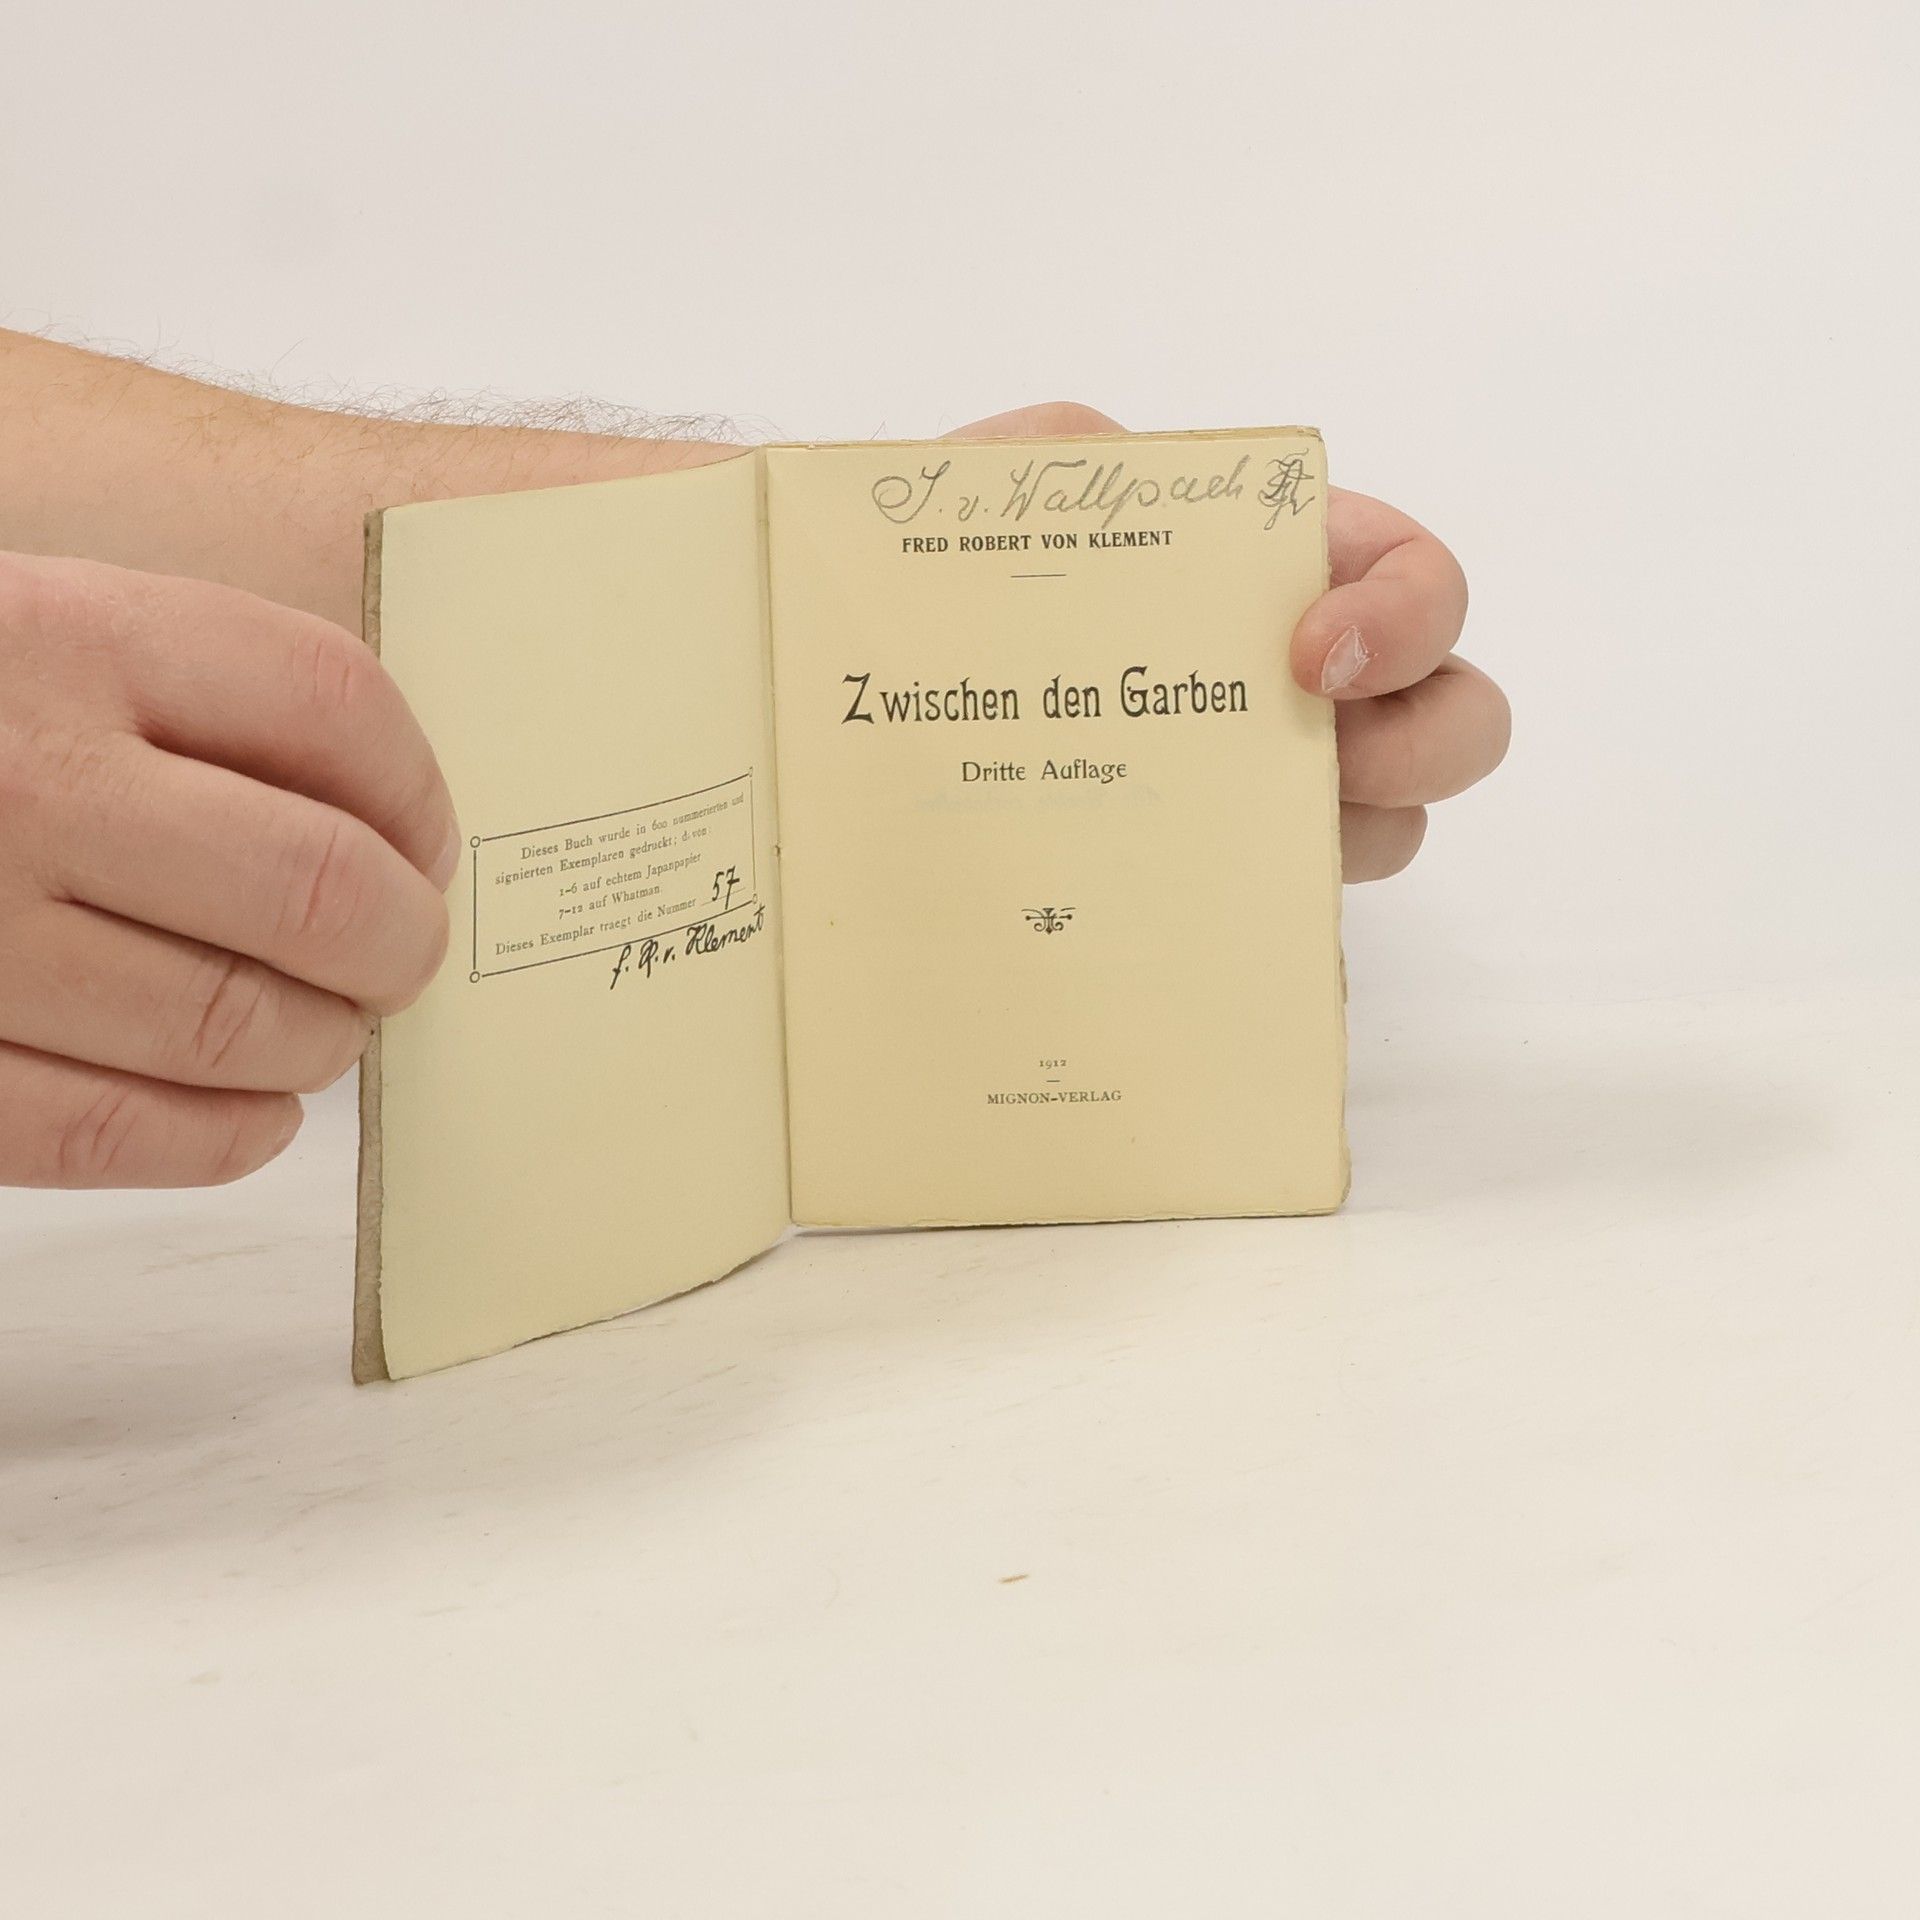 Dieses Buch wurde in 600 nummerierten und
signierten Exemplaren gedruckt; davon:
1-6 auf echtem Japanpapier
7-12 auf Whatman.
Dieses Exemplar traegt die Nummer 57
f. R. v. Klement
J. v. Wallpach
FRED ROBERT VON KLEMENT
Zwischen den Garben
Dritte Auflage
1912
MIGNON-VERLAG